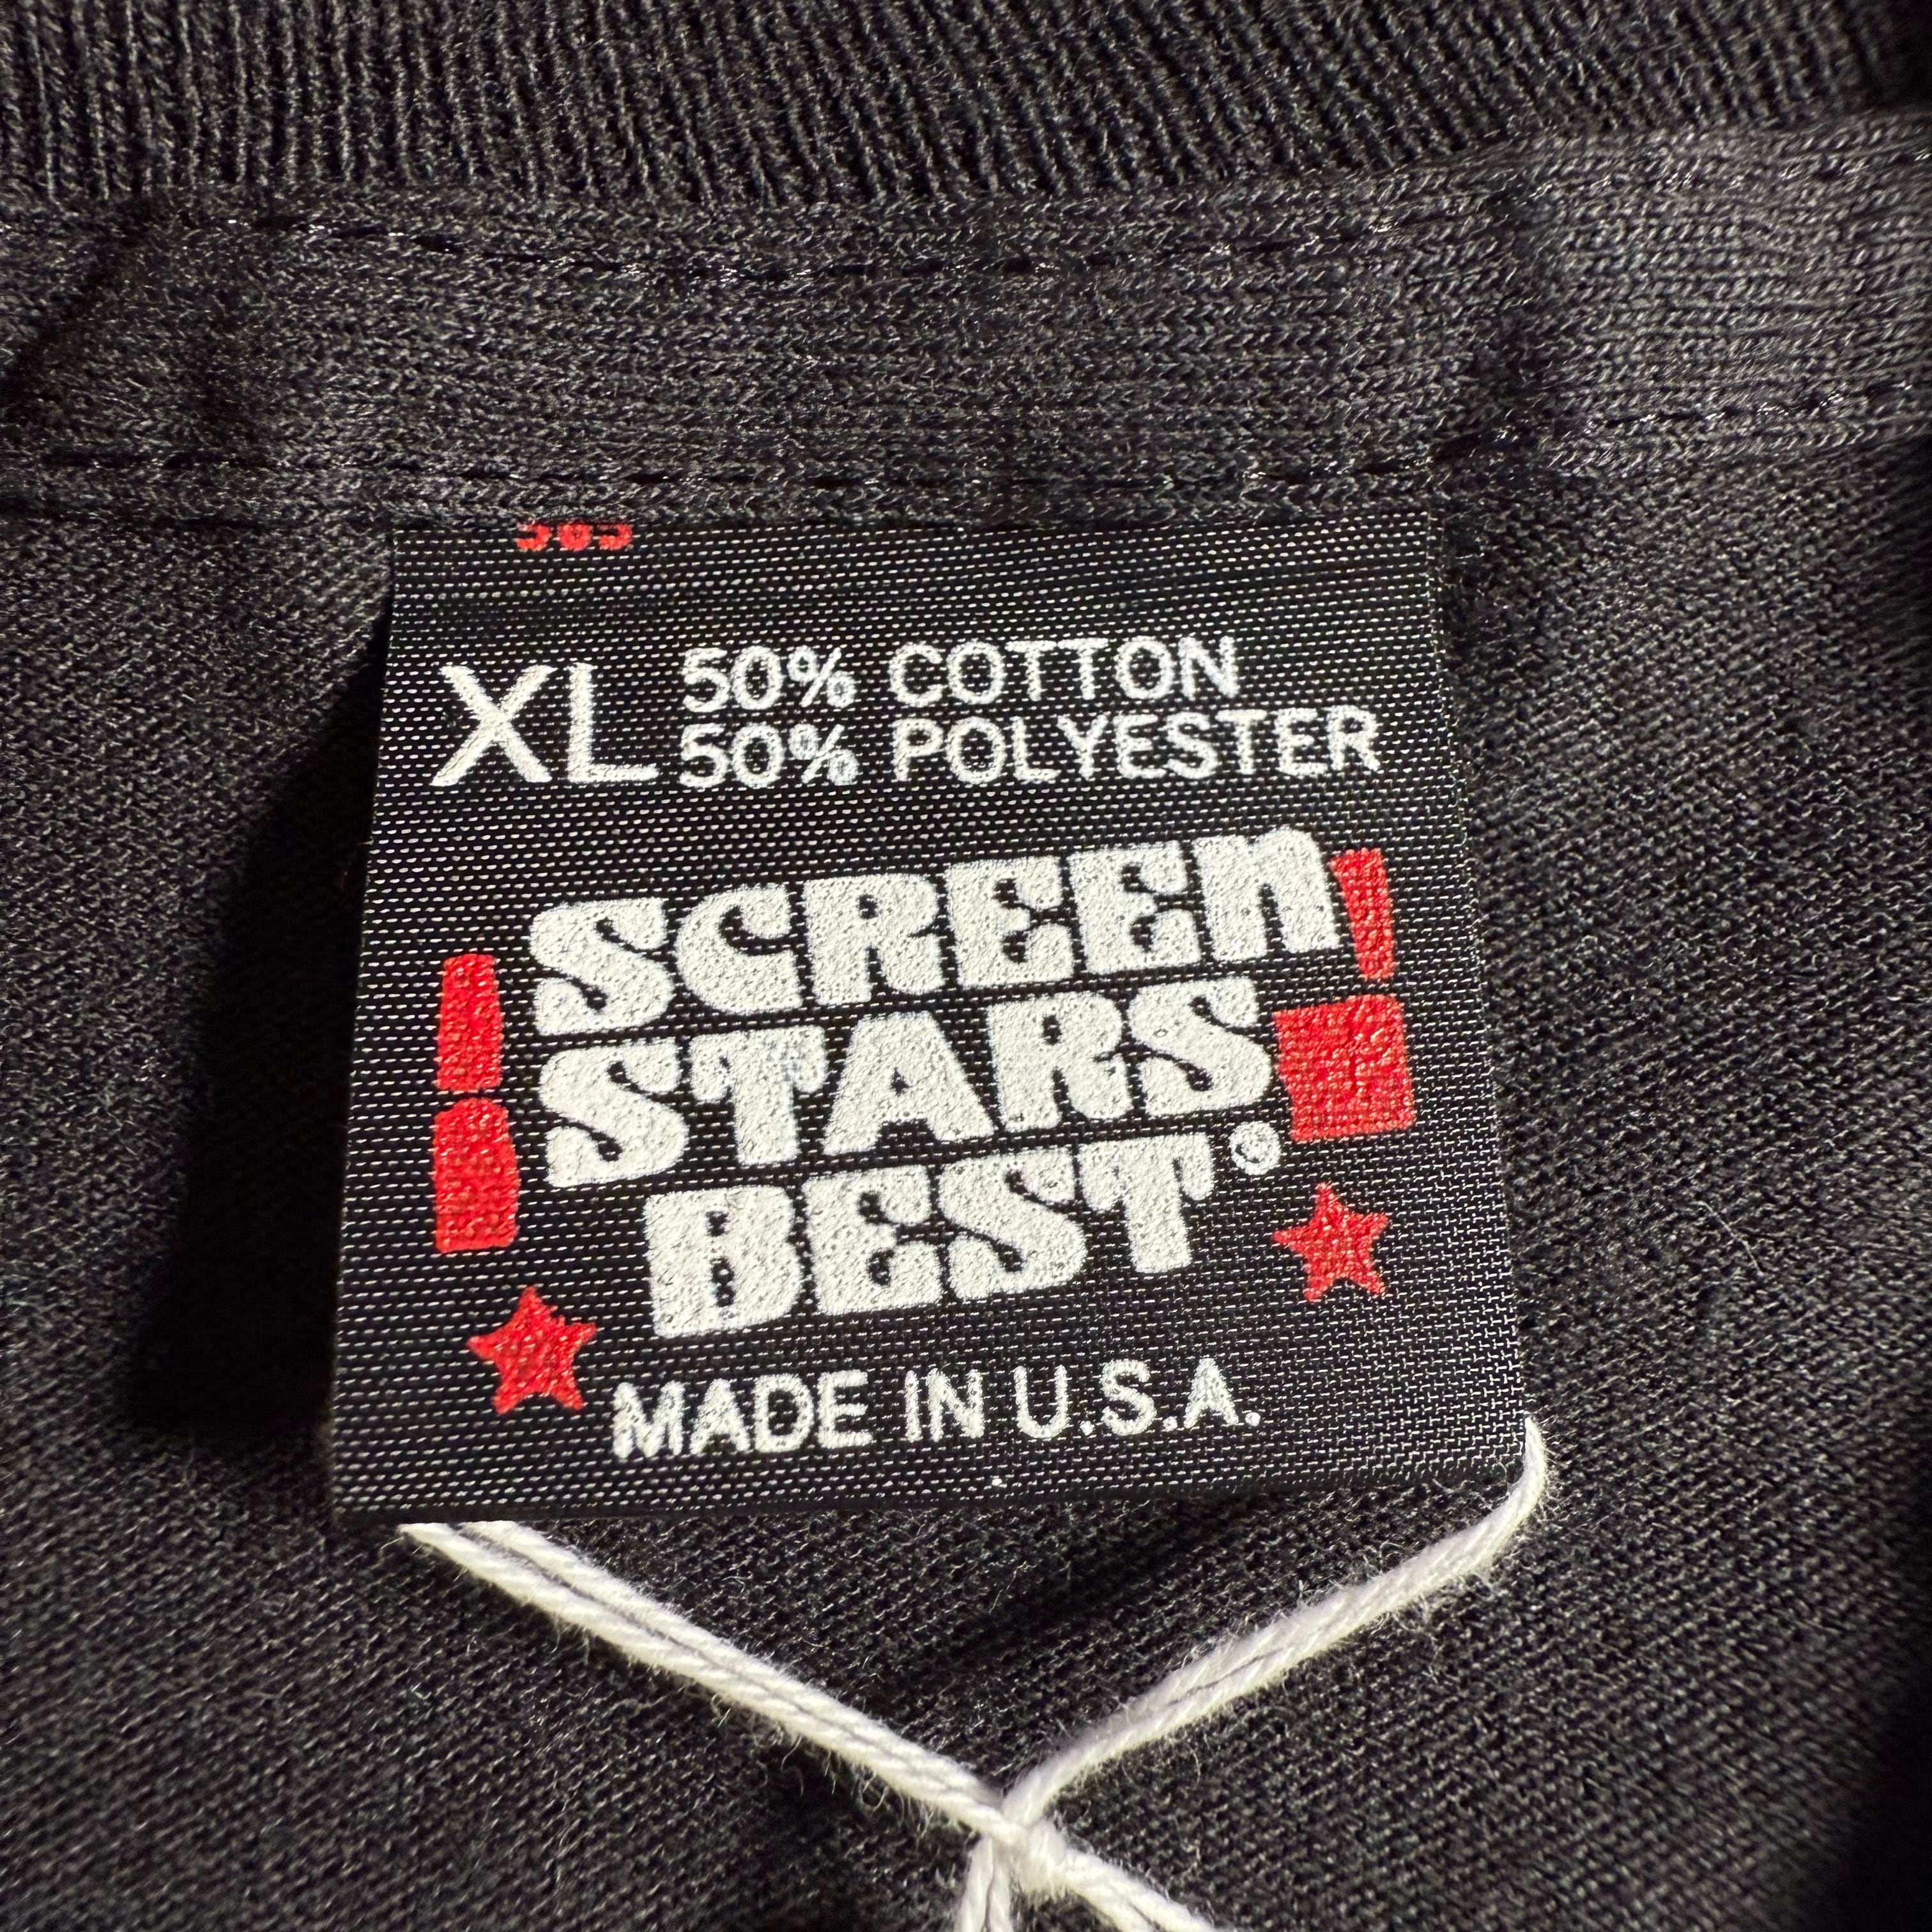 XL 50% COTTON
50% POLYESTER
SCREEN
STARS
BEST®
MADE IN U.S.A.